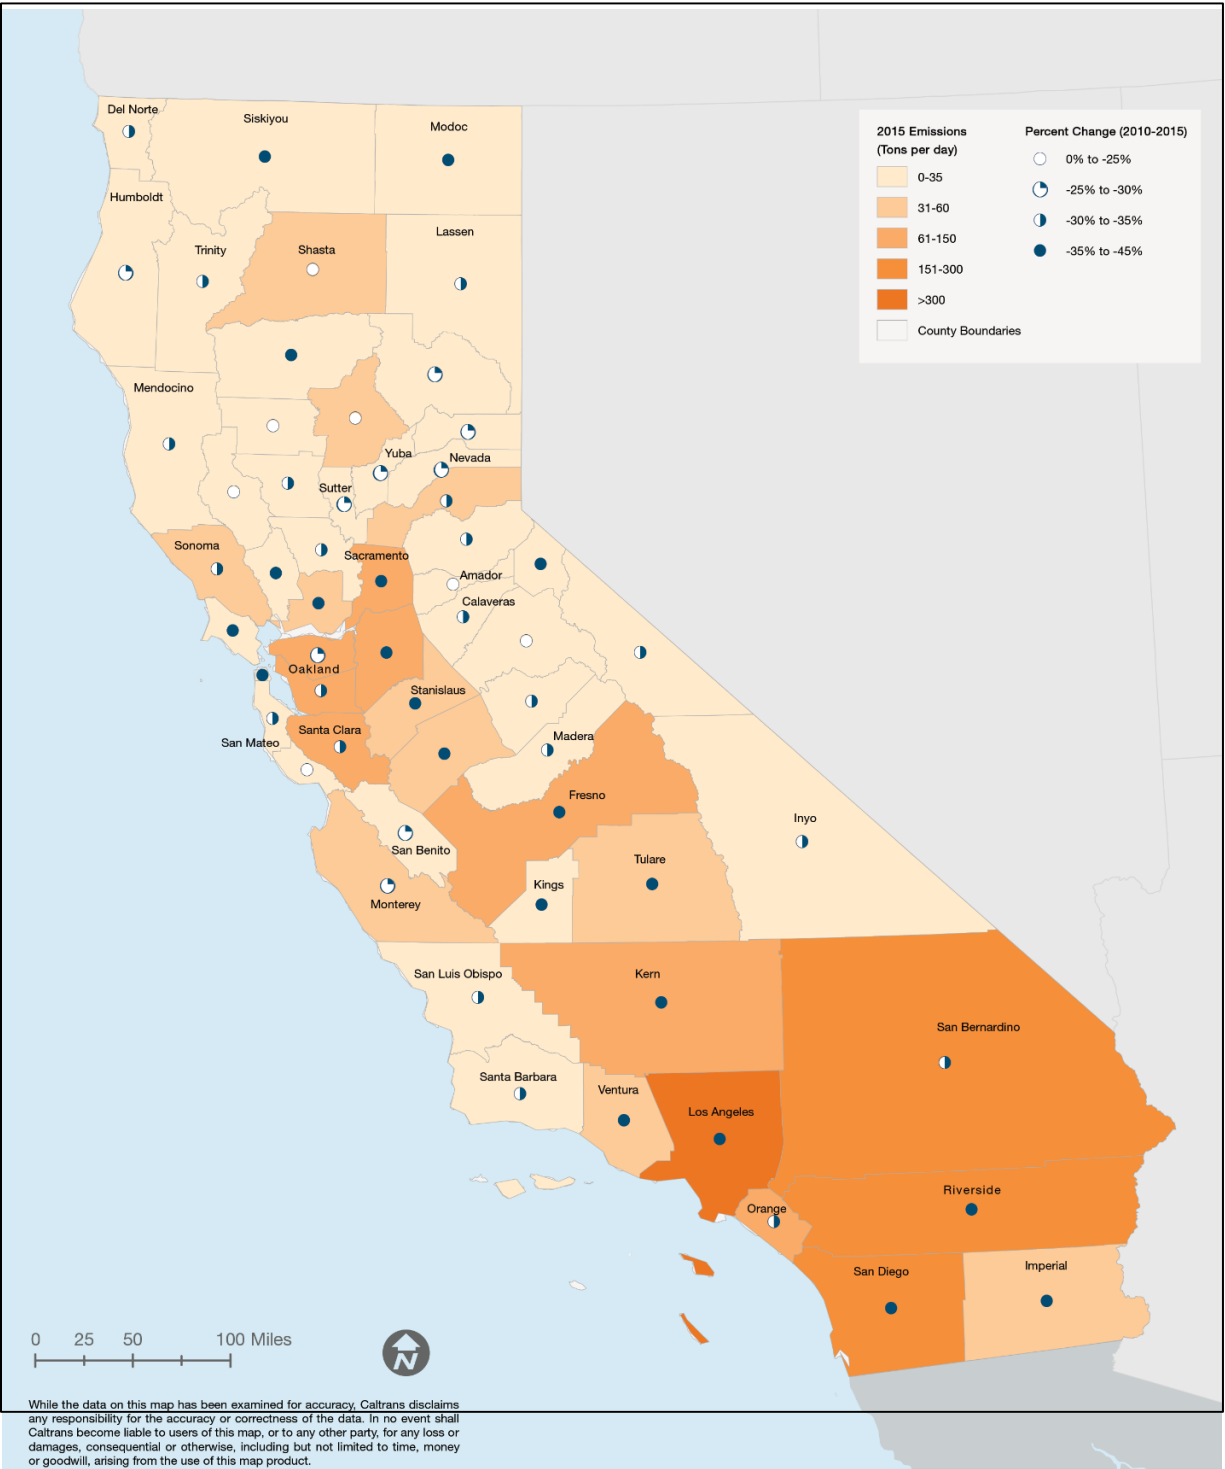 Del Norte
Siskiyou
Modoc
Humboldt
Trinity
Shasta
Lassen
Mendocino
Yuba
Nevada
Sutter
Sonoma
Sacramento
Amador
Calaveras
Oakland
Stanislaus
Santa Clara
San Mateo
Madera
Fresno
Inyo
San Benito
Tulare
Kings
Monterey
San Luis Obispo
Kern
San Bernardino
Santa Barbara
Ventura
Los Angeles
Riverside
Orange
San Diego
Imperial
2015 Emissions
(Tons per day)
0-35
31-60
61-150
151-300
>300
County Boundaries
Percent Change (2010-2015)
0% to -25%
-25% to -30%
-30% to -35%
-35% to -45%
0 25 50 100 Miles
N
While the data on this map has been examined for accuracy, Caltrans disclaims
any responsibility for the accuracy or correctness of the data. In no event shall
Caltrans become liable to users of this map, or to any other party, for any loss or
damages, consequential or otherwise, including but not limited to time, money
or goodwill, arising from the use of this map product.